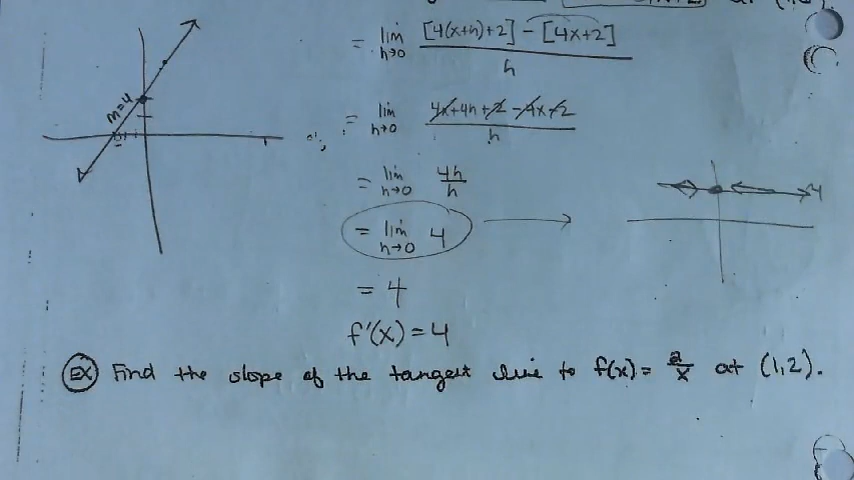 = lim h→0 [4(x+h)+2] - [4x+2] / h
m=4
= lim h→0 4x+4h+2-4x-2 / h
= lim h→0 4h/h
= lim h→0 4
4
= 4
f'(x) = 4
EX Find the slope of the tangent line to f(x) = 2/x at (1,2).